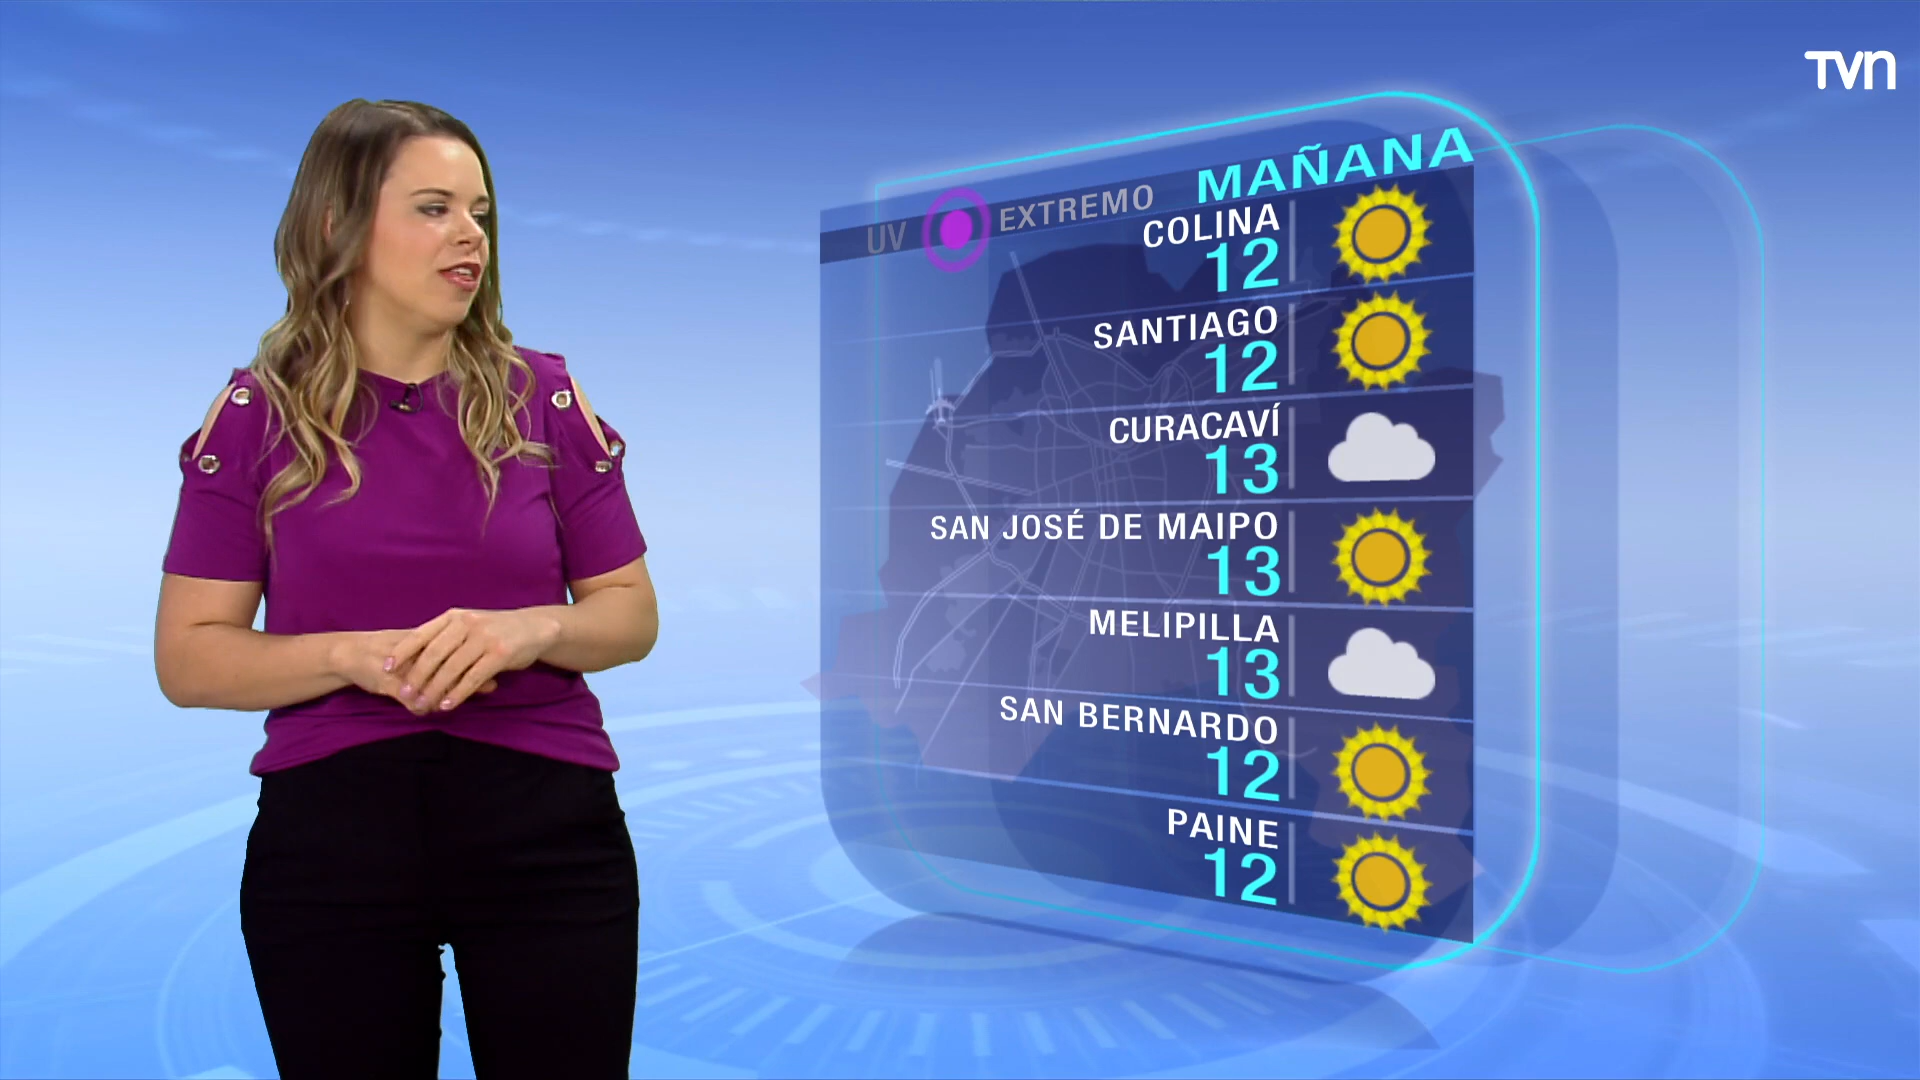 TVN
MAÑANA
UV EXTREMO
COLINA
12
SANTIAGO
12
CURACAVÍ
13
SAN JOSÉ DE MAIPO
13
MELIPILLA
13
SAN BERNARDO
12
PAINE
12